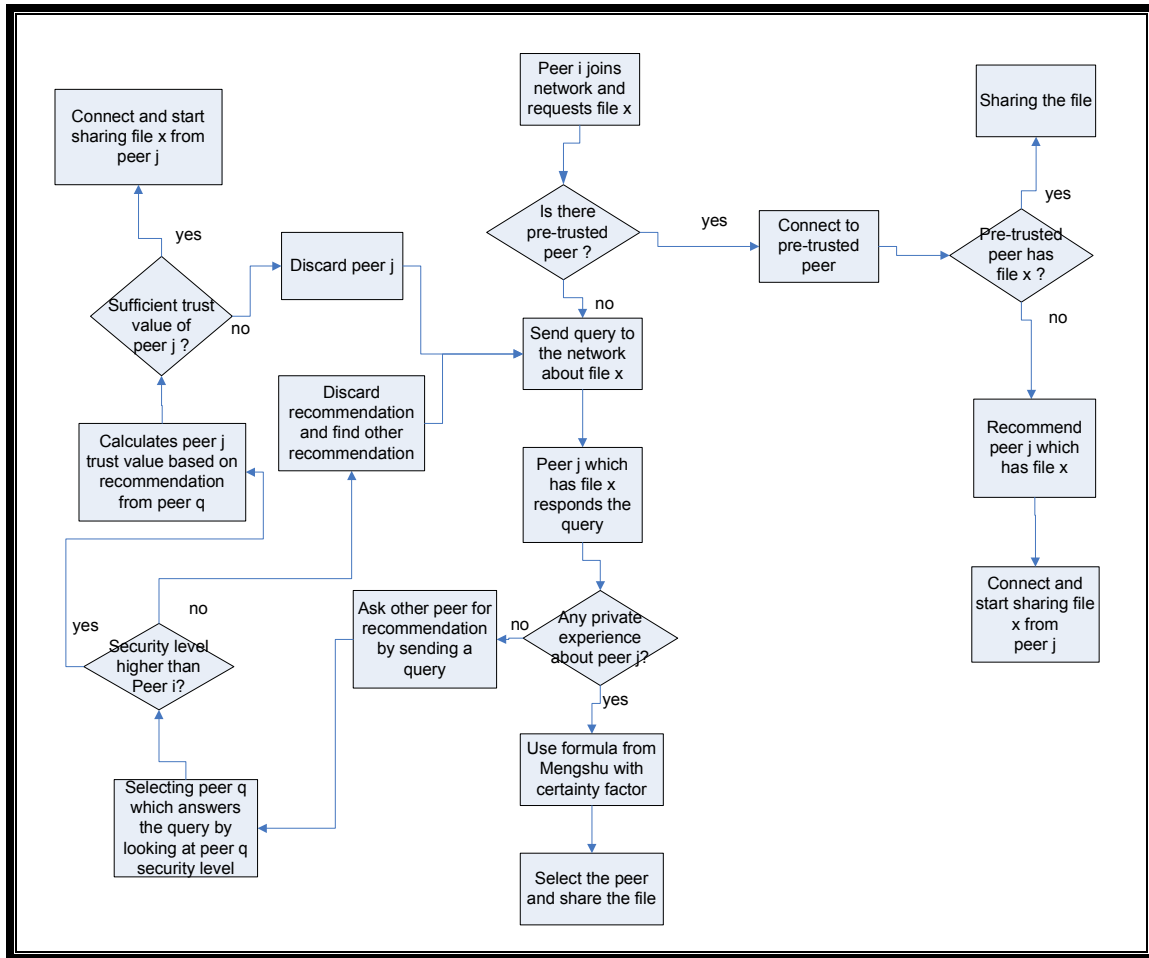 Peer i joins
network and
requests file x
Is there
pre-trusted
peer ?
yes
Connect to
pre-trusted
peer
Pre-trusted
peer has
file x ?
yes
Sharing the file
no
Recommend
peer j which
has file x
Connect and
start sharing file
x from
peer j
no
Send query to
the network
about file x
Peer j which
has file x
responds the
query
Any private
experience
about peer j?
yes
Use formula from
Mengshu with
certainty factor
Select the peer
and share the file
no
Ask other peer for
recommendation
by sending a
query
Selecting peer q
which answers
the query by
looking at peer q
security level
Security level
higher than
Peer i?
no
Discard
recommendation
and find other
recommendation
yes
Calculates peer j
trust value based on
recommendation
from peer q
Sufficient trust
value of
peer j ?
no
Discard peer j
yes
Connect and start
sharing file x from
peer j